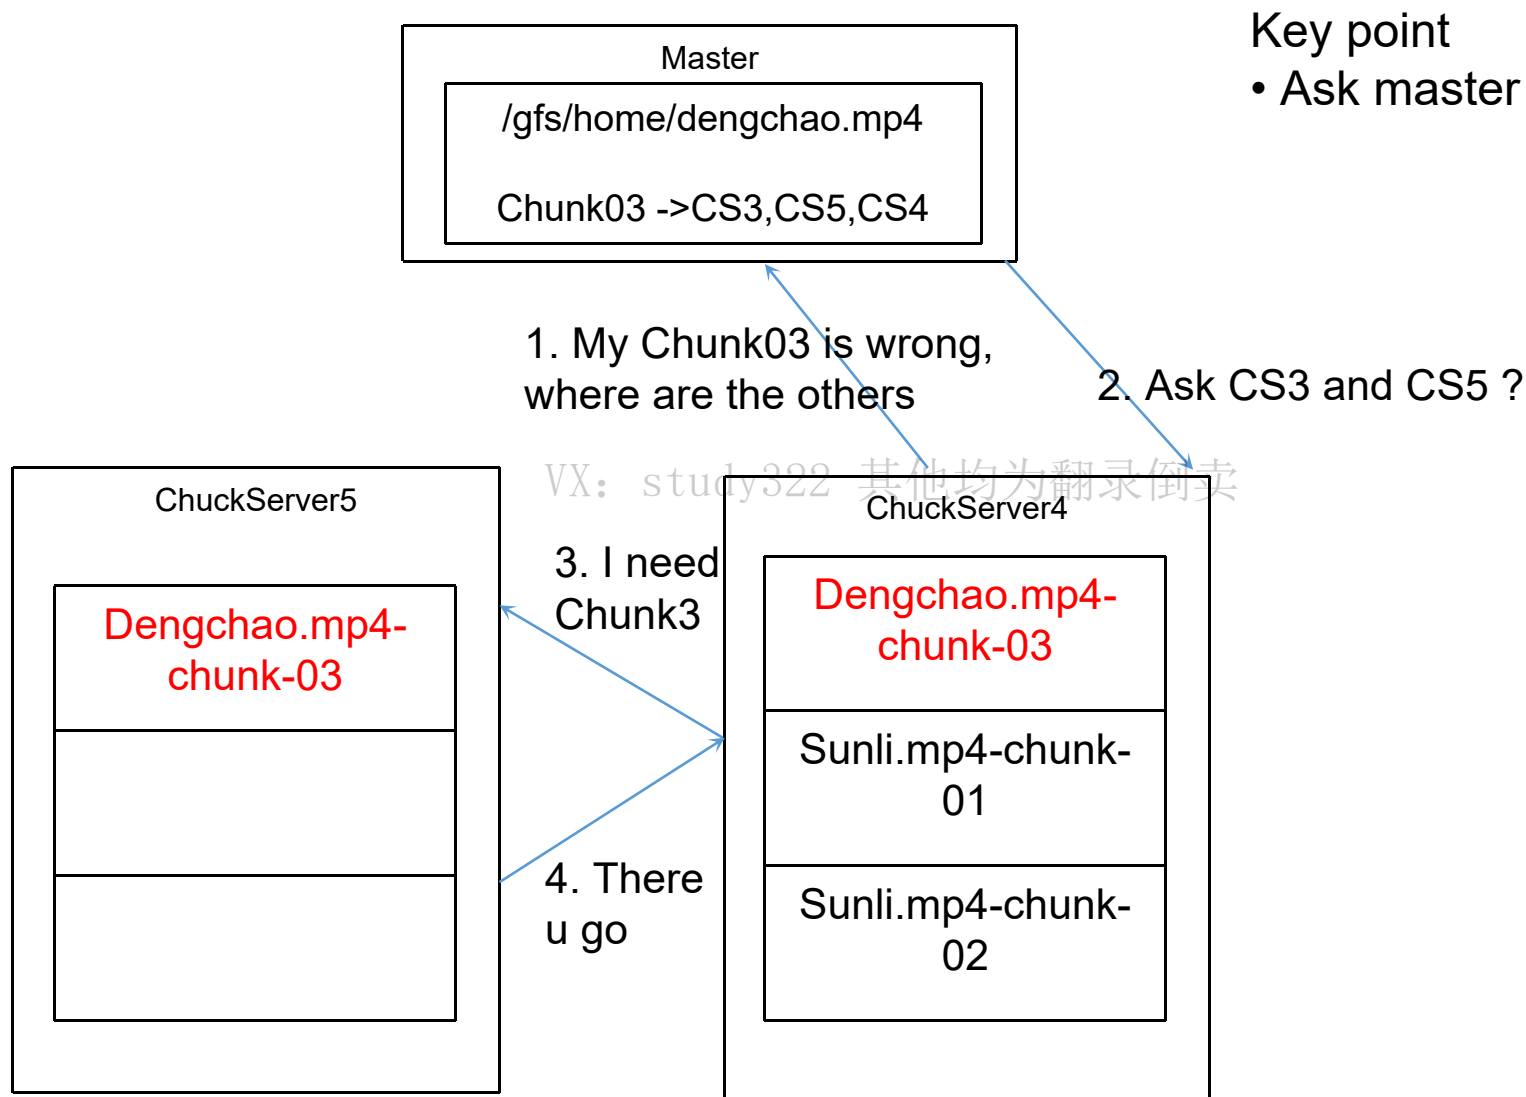 Master
/gfs/home/dengchao.mp4
Chunk03 ->CS3,CS5,CS4
Key point
• Ask master
1. My Chunk03 is wrong,
where are the others
2. Ask CS3 and CS5 ?
VX: study322 其他均为翻录倒卖
ChuckServer5
Dengchao.mp4-
chunk-03
3. I need
Chunk3
4. There
u go
ChuckServer4
Dengchao.mp4-
chunk-03
Sunli.mp4-chunk-
01
Sunli.mp4-chunk-
02